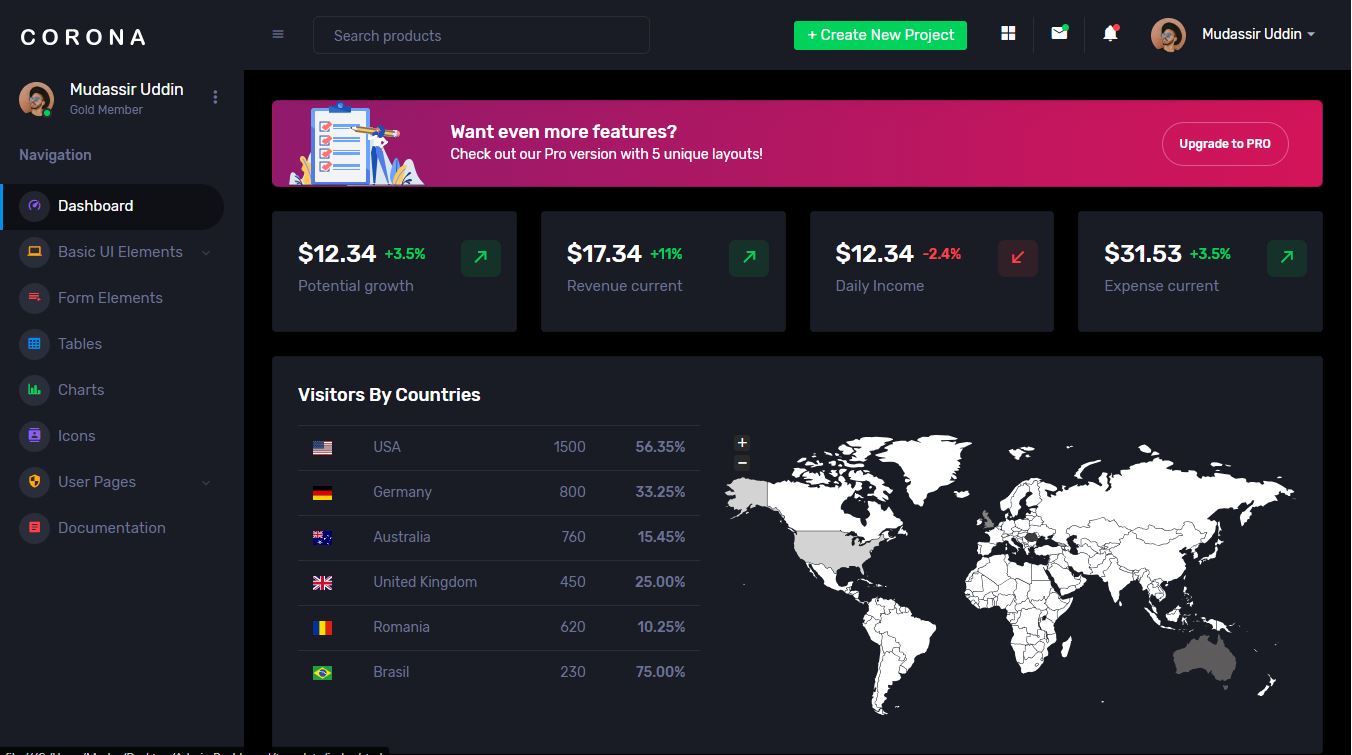 CORONA
Search products
+ Create New Project
Mudassir Uddin
Mudassir Uddin
Gold Member
Navigation
Dashboard
Basic UI Elements
Form Elements
Tables
Charts
Icons
User Pages
Documentation
Want even more features?
Check out our Pro version with 5 unique layouts!
Upgrade to PRO
$12.34 +3.5%
Potential growth
$17.34 +11%
Revenue current
$12.34 -2.4%
Daily Income
$31.53 +3.5%
Expense current
Visitors By Countries
USA 1500 56.35%
Germany 800 33.25%
Australia 760 15.45%
United Kingdom 450 25.00%
Romania 620 10.25%
Brasil 230 75.00%
+
−